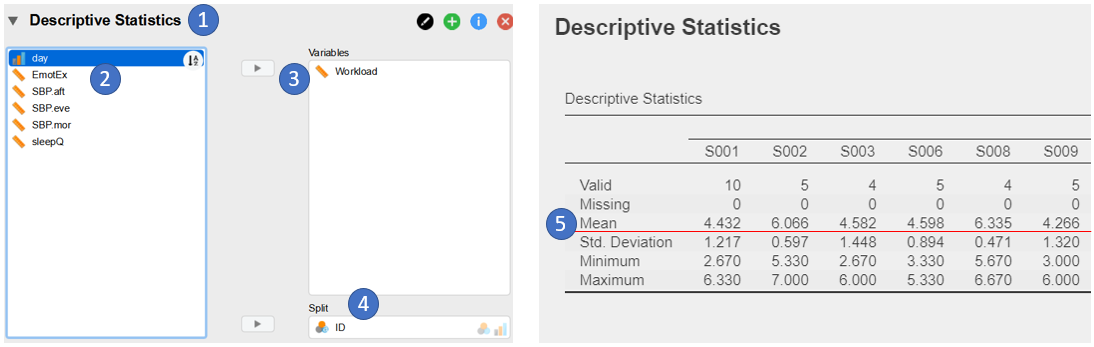 Descriptive Statistics 1
day
EmotEx
SBP.aft
SBP.eve
SBP.mor
sleepQ
2
Variables
3
Workload
Split
4
ID
Descriptive Statistics
Descriptive Statistics
S001 S002 S003 S006 S008 S009
Valid 10 5 4 5 4 5
Missing 0 0 0 0 0 0
5 Mean 4.432 6.066 4.582 4.598 6.335 4.266
Std. Deviation 1.217 0.597 1.448 0.894 0.471 1.320
Minimum 2.670 5.330 2.670 3.330 5.670 3.000
Maximum 6.330 7.000 6.000 5.330 6.670 6.000